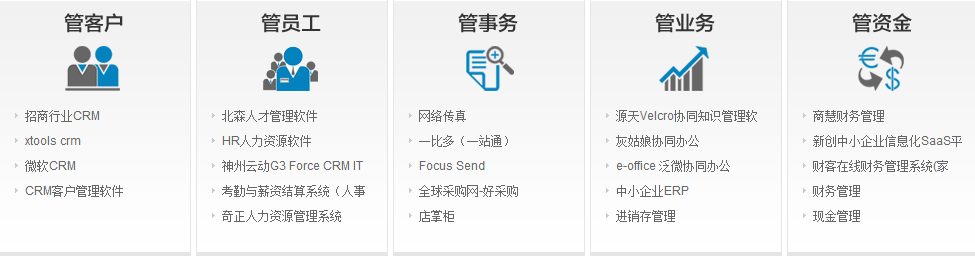 管客户
招商行业CRM
xtools crm
微软CRM
CRM客户管理软件
管员工
北森人才管理软件
HR人力资源软件
神州云动G3 Force CRM IT
考勤与薪资结算系统（人事
奇正人力资源管理系统
管事务
网络传真
一比多（一站通）
Focus Send
全球采购网-好采购
店掌柜
管业务
源天Velcro协同知识管理软
灰姑娘协同办公
e-office 泛微协同办公
中小企业ERP
进销存管理
管资金
商慧财务管理
新创中小企业信息化SaaS平
财客在线财务管理系统(家
财务管理
现金管理